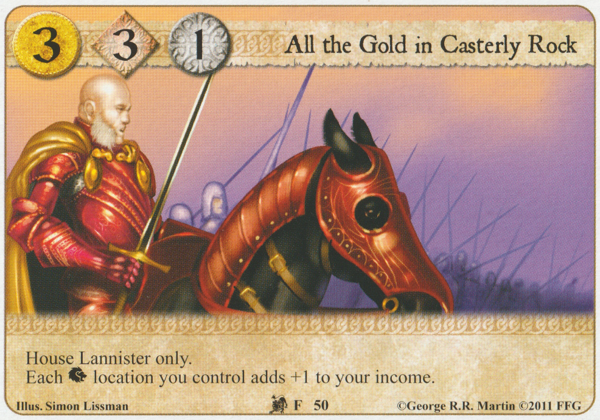 3 3 1 All the Gold in Casterly Rock
House Lannister only.
Each location you control adds +1 to your income.
Illus. Simon Lissman F 50 ©George R.R. Martin ©2011 FFG